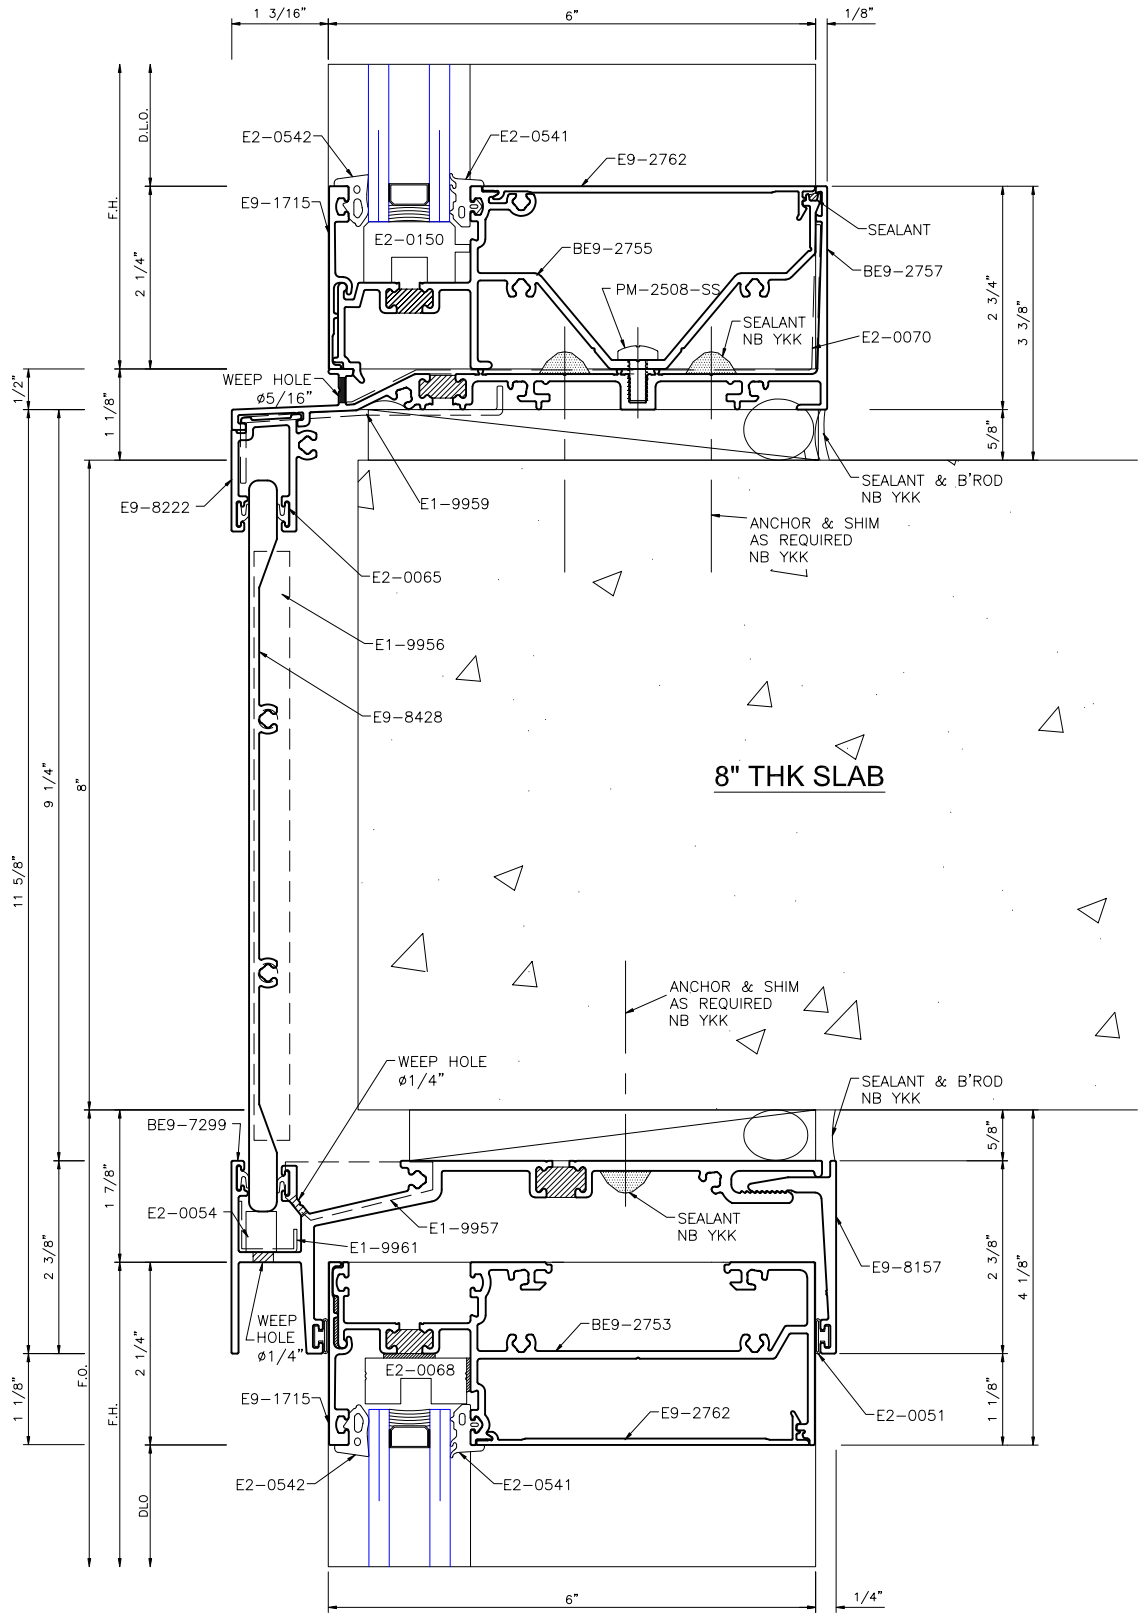 1 3/16"
6"
1/8"
D.L.O.
F.H.
E2-0542
E2-0541
E9-2762
E9-1715
SEALANT
E2-0150
BE9-2755
BE9-2757
2 1/4"
PM-2508-SS
2 3/4"
3 3/8"
SEALANT
NB YKK
E2-0070
1/2"
WEEP HOLE
ø5/16"
1 1/8"
5/8"
SEALANT & B'ROD
NB YKK
E9-8222
E1-9959
ANCHOR & SHIM
AS REQUIRED
NB YKK
E2-0065
E1-9956
E9-8428
9 1/4"
8"
8" THK SLAB
11 5/8"
ANCHOR & SHIM
AS REQUIRED
NB YKK
WEEP HOLE
ø1/4"
SEALANT & B'ROD
NB YKK
BE9-7299
5/8"
1 7/8"
E2-0054
E1-9957
SEALANT
NB YKK
E1-9961
2 3/8"
2 3/8"
E9-8157
4 1/8"
WEEP
HOLE
ø1/4"
BE9-2753
E2-0068
F.O.
2 1/4"
1 1/8"
F.H.
E9-1715
E9-2762
E2-0051
1 1/8"
E2-0542
E2-0541
DLO
6"
1/4"